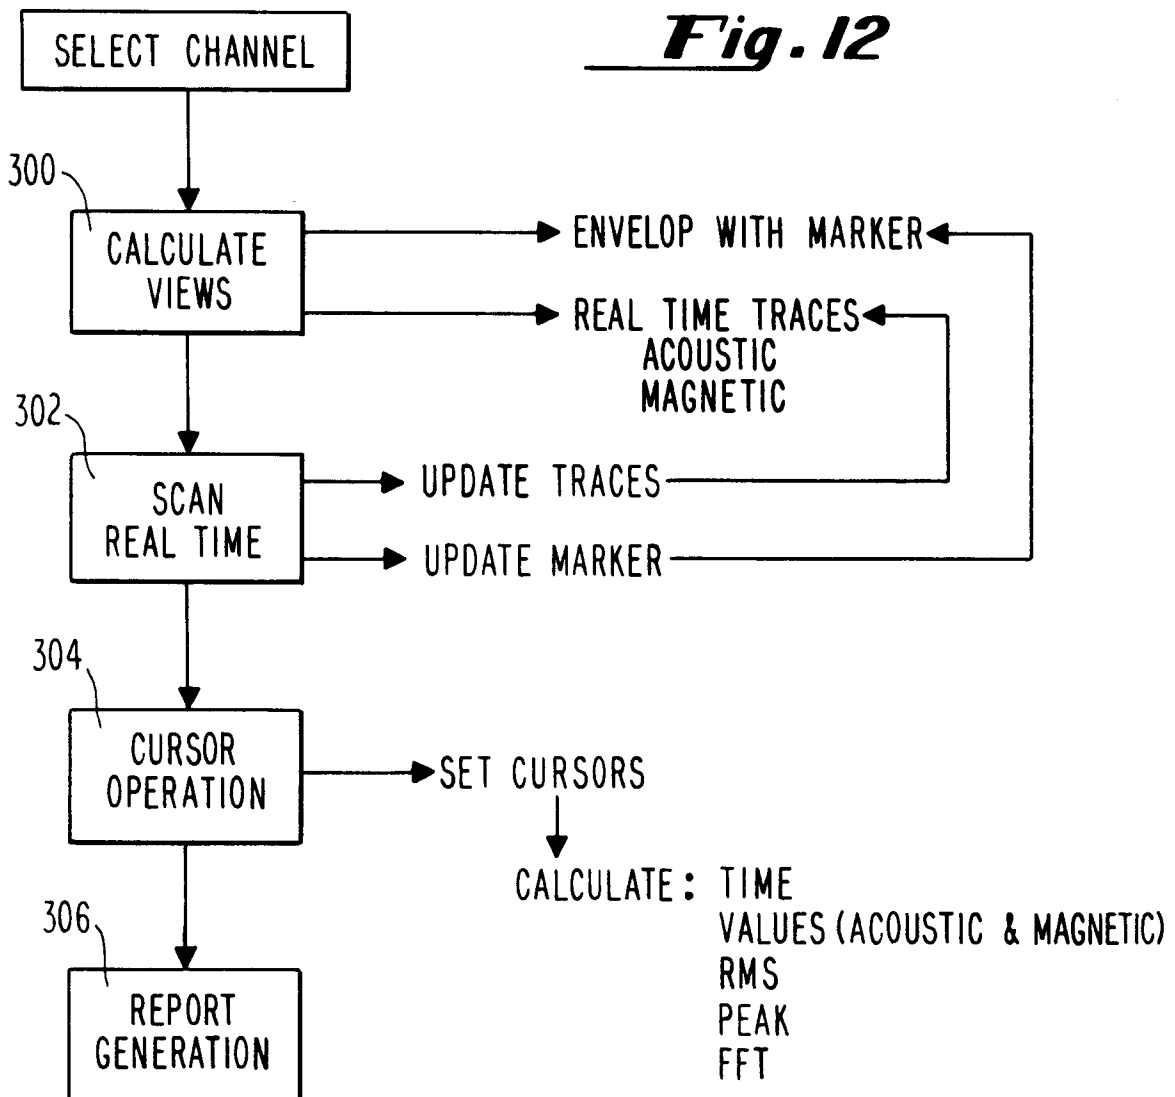 Fig. 12
SELECT CHANNEL
300
CALCULATE
VIEWS
ENVELOP WITH MARKER
REAL TIME TRACES
ACOUSTIC
MAGNETIC
302
SCAN
REAL TIME
UPDATE TRACES
UPDATE MARKER
304
CURSOR
OPERATION
SET CURSORS
CALCULATE: TIME
VALUES (ACOUSTIC & MAGNETIC)
RMS
PEAK
FFT
306
REPORT
GENERATION